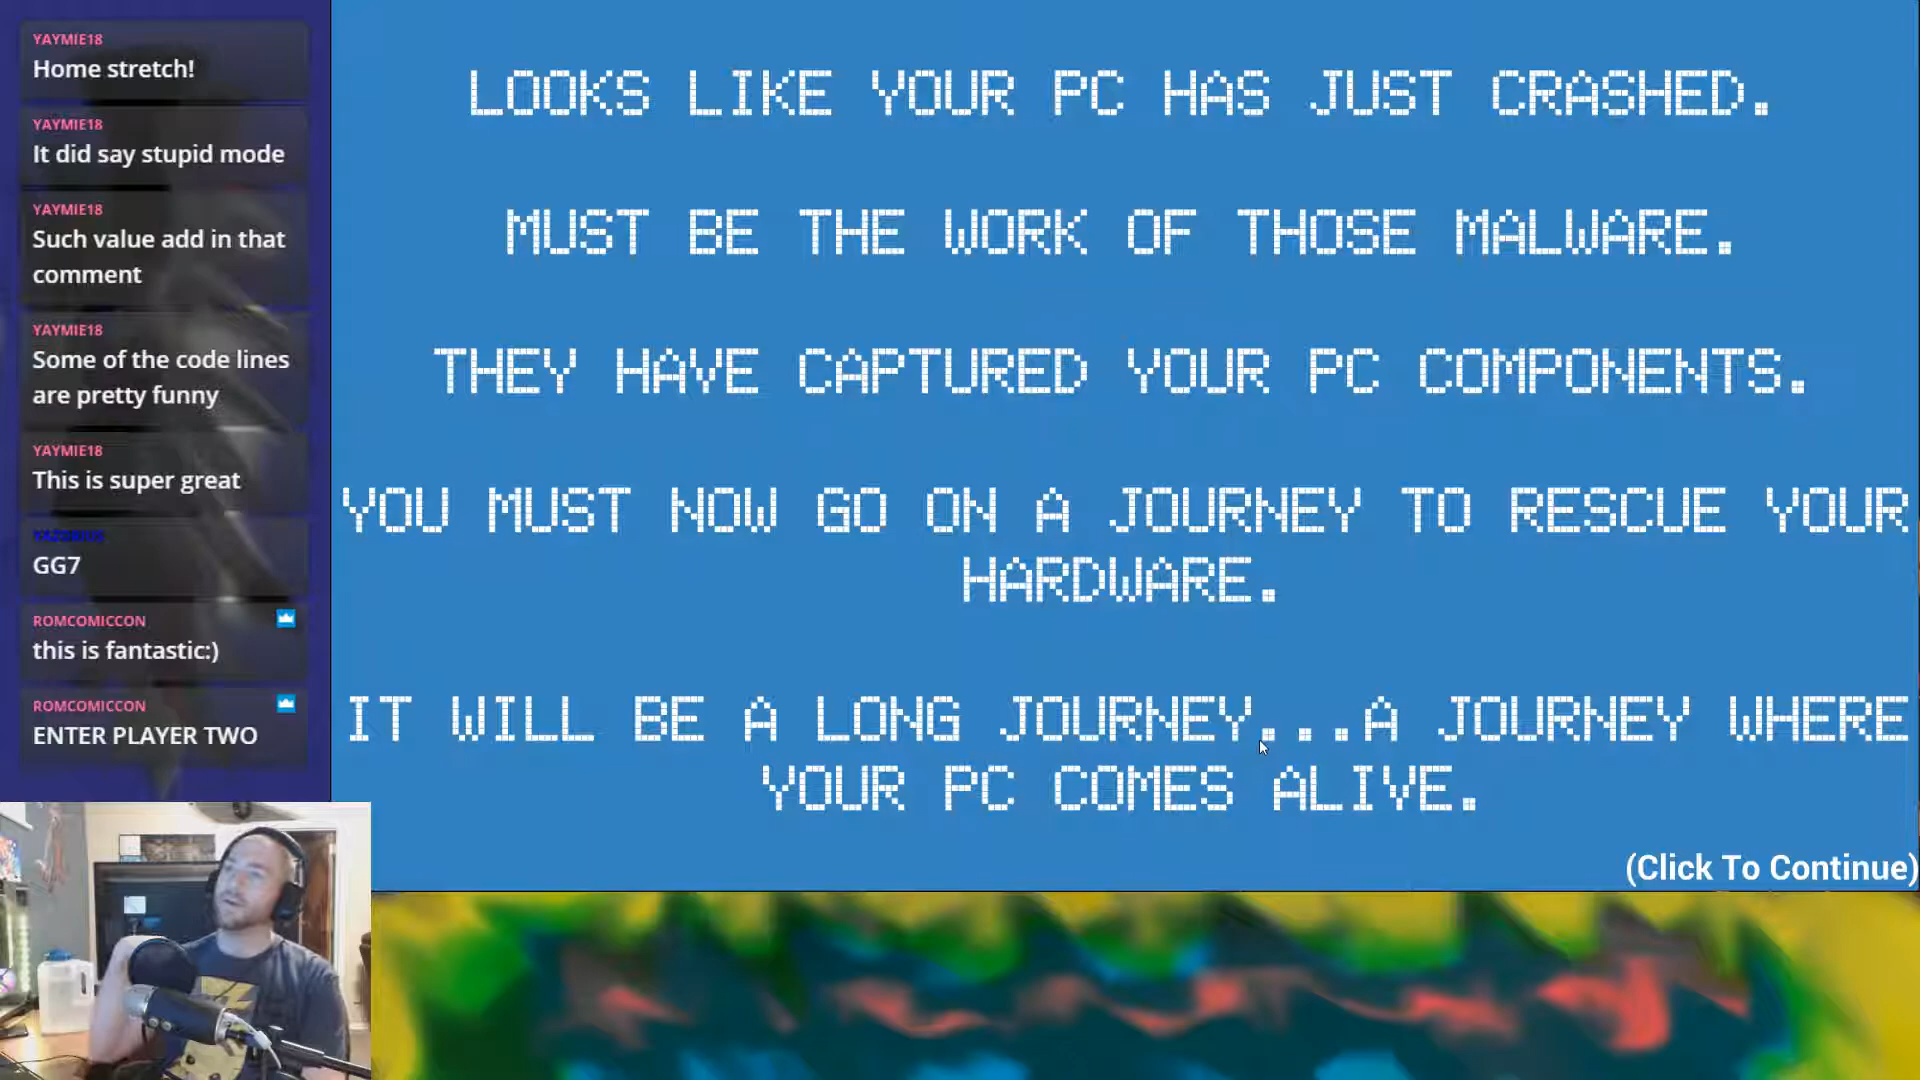 YAYMIE18
Home stretch!
YAYMIE18
It did say stupid mode
YAYMIE18
Such value add in that
comment
YAYMIE18
Some of the code lines
are pretty funny
YAYMIE18
This is super great
GG7
ROMCOMICCON
this is fantastic:)
ROMCOMICCON
ENTER PLAYER TWO
LOOKS LIKE YOUR PC HAS JUST CRASHED.
MUST BE THE WORK OF THOSE MALWARE.
THEY HAVE CAPTURED YOUR PC COMPONENTS.
YOU MUST NOW GO ON A JOURNEY TO RESCUE YOUR
HARDWARE.
IT WILL BE A LONG JOURNEY...A JOURNEY WHERE
YOUR PC COMES ALIVE.
(Click To Continue)